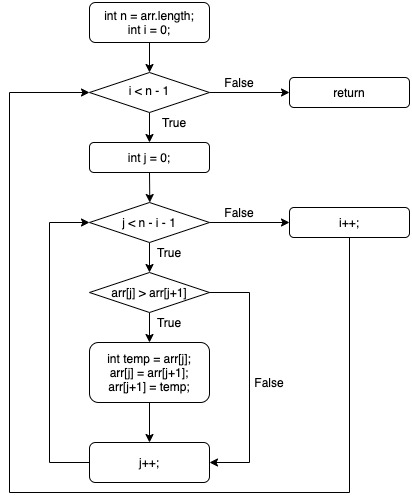 int n = arr.length;
int i = 0;
i < n - 1
False
return
True
int j = 0;
j < n - i - 1
False
i++;
True
arr[j] > arr[j+1]
True
int temp = arr[j];
arr[j] = arr[j+1];
arr[j+1] = temp;
False
j++;